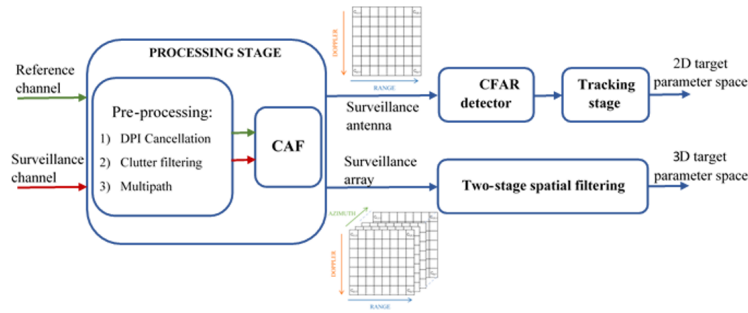 PROCESSING STAGE
Reference
channel
Surveillance
channel
Pre-processing:
1) DPI Cancellation
2) Clutter filtering
3) Multipath
CAF
DOPPLER
RANGE
Surveillance
antenna
CFAR
detector
Tracking
stage
2D target
parameter space
Surveillance
array
Two-stage spatial filtering
3D target
parameter space
AZIMUTH
DOPPLER
RANGE